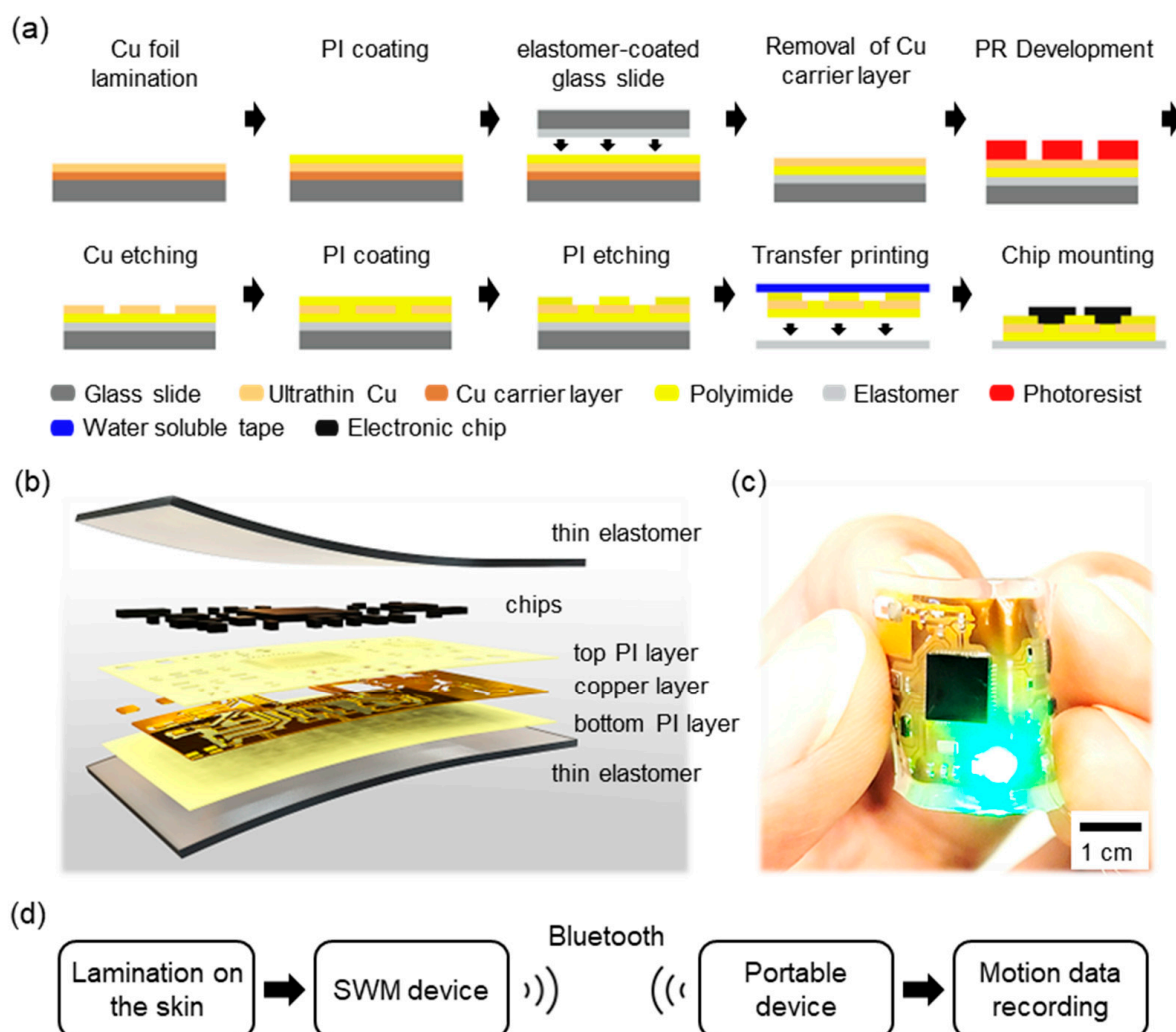 (a)
Cu foil
lamination
PI coating
elastomer-coated
glass slide
Removal of Cu
carrier layer
PR Development
Cu etching
PI coating
PI etching
Transfer printing
Chip mounting
Glass slide
Ultrathin Cu
Cu carrier layer
Polyimide
Elastomer
Photoresist
Water soluble tape
Electronic chip
(b)
thin elastomer
chips
top PI layer
copper layer
bottom PI layer
thin elastomer
(c)
1 cm
(d)
Lamination on
the skin
SWM device
Bluetooth
Portable
device
Motion data
recording